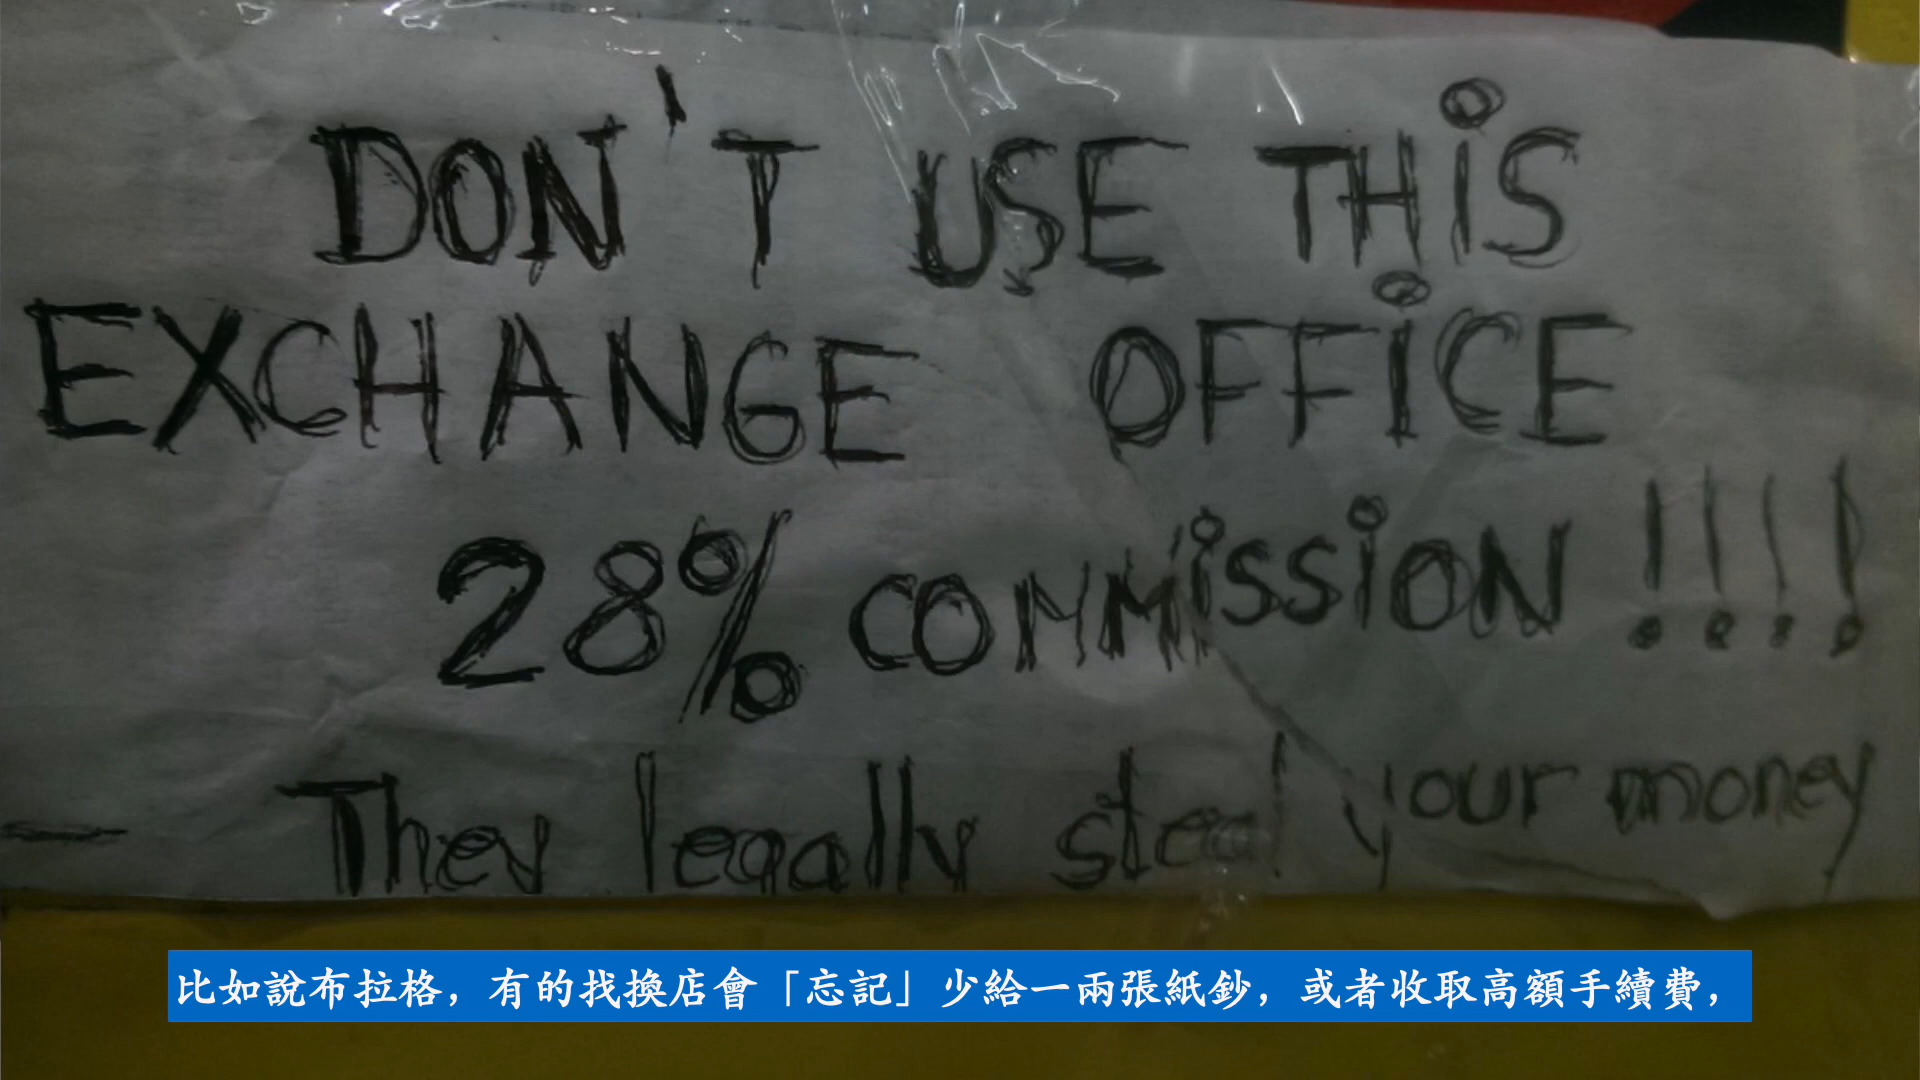 DON'T USE THiS
EXCHANGE OFFiCE
28% COMMiSSiON !!!!
— They legally steal your money
比如說布拉格，有的找換店會「忘記」少給一兩張紙鈔，或者收取高額手續費，